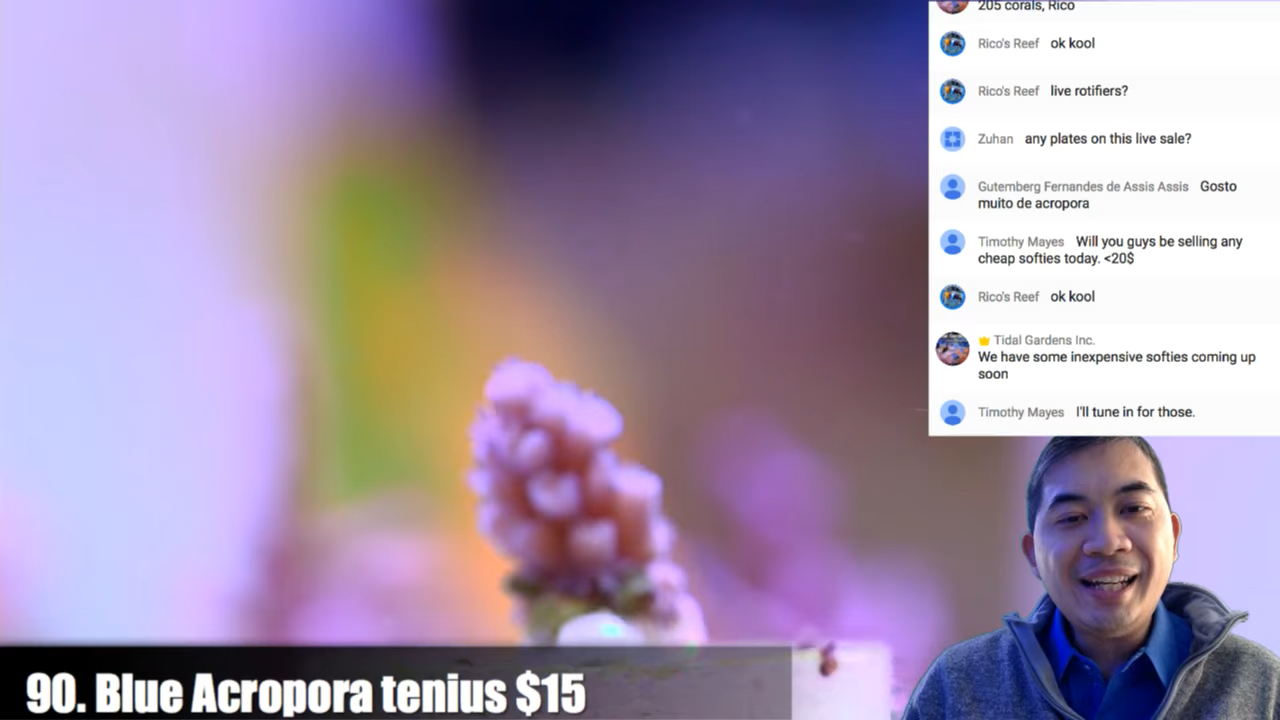 205 corals, Rico
Rico's Reef ok kool
Rico's Reef live rotifiers?
Zuhan any plates on this live sale?
Gutemberg Fernandes de Assis Assis Gosto
muito de acropora
Timothy Mayes Will you guys be selling any
cheap softies today. <20$
Rico's Reef ok kool
Tidal Gardens Inc.
We have some inexpensive softies coming up
soon
Timothy Mayes I'll tune in for those.
90. Blue Acropora tenius $15